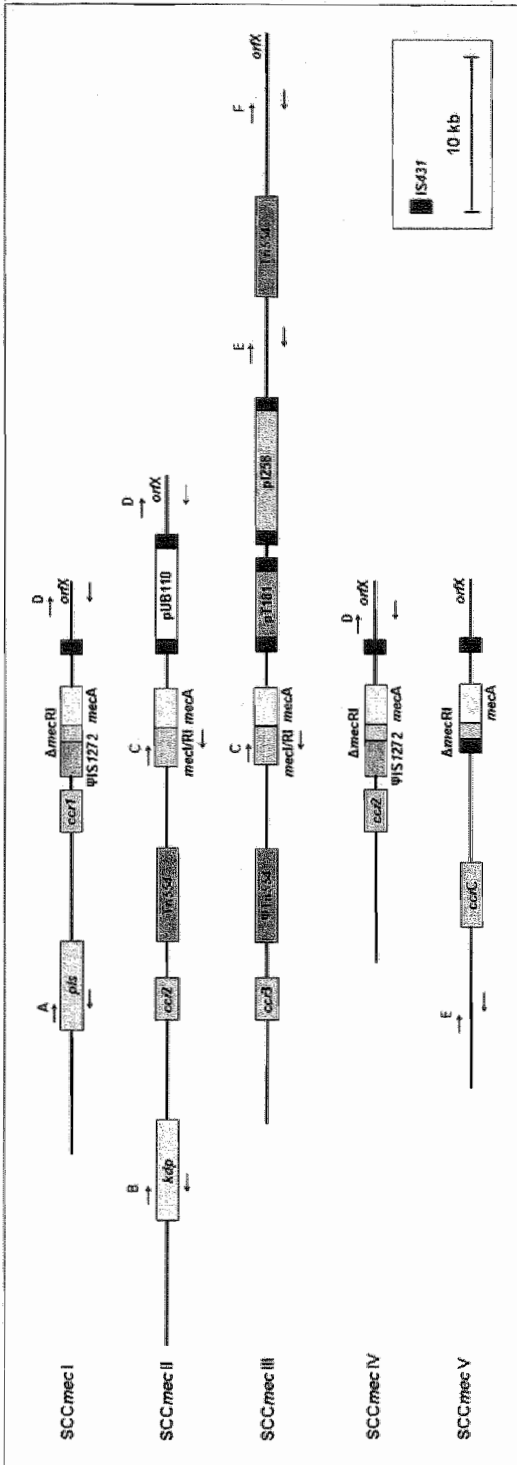 SCCmec I
A
pls
ccr1
ΔmecRI
ΨIS1272
mecA
D
orfX
SCCmec II
B
kdp
ccr2
Tn554
C
mecI/RI
mecA
pUB110
D
orfX
SCCmec III
ccr3
ΨTn554
C
mecI/RI
mecA
pT181
pI258
E
Tn554
F
orfX
SCCmec IV
ccr2
ΔmecRI
ΨIS1272
mecA
D
orfX
SCCmec V
E
ccrC
ΔmecRI
mecA
orfX
IS431
10 kb